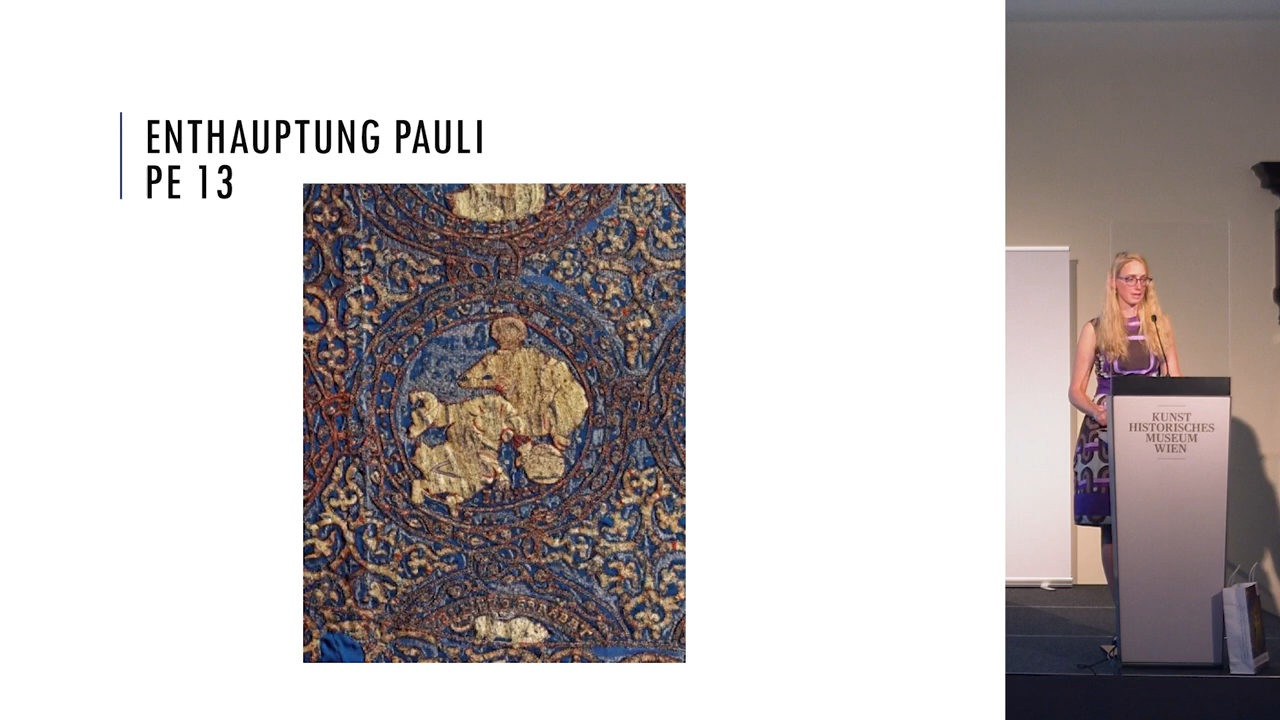 ENTHAUPTUNG PAULI
PE 13
KUNST
HISTORISCHES
MUSEUM
WIEN